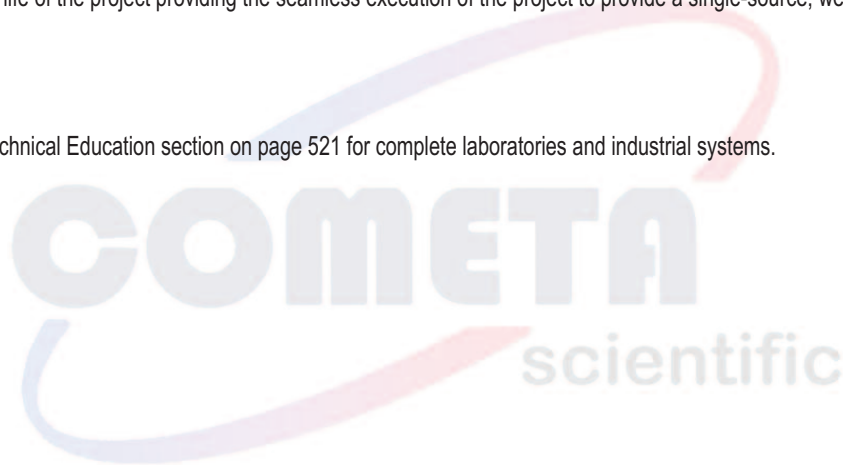 life of the project providing the seamless execution of the project to provide a single-source, we
chnical Education section on page 521 for complete laboratories and industrial systems.
COMETA
scientific